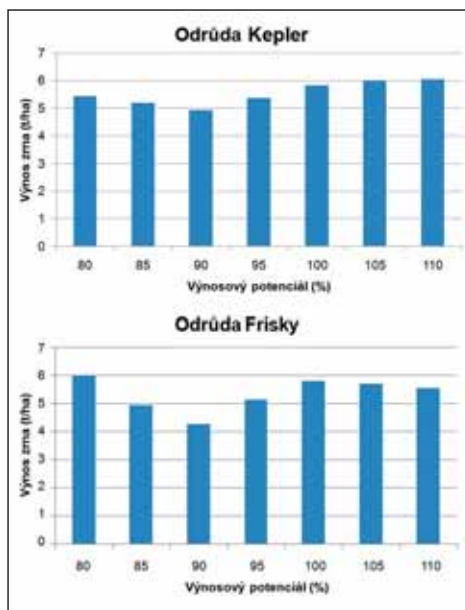 Odrůda Kepler
Výnos zrna (t/ha)
7
6
5
4
3
2
1
0
80 85 90 95 100 105 110
Výnosový potenciál (%)
Odrůda Frisky
Výnos zrna (t/ha)
7
6
5
4
3
2
1
0
80 85 90 95 100 105 110
Výnosový potenciál (%)